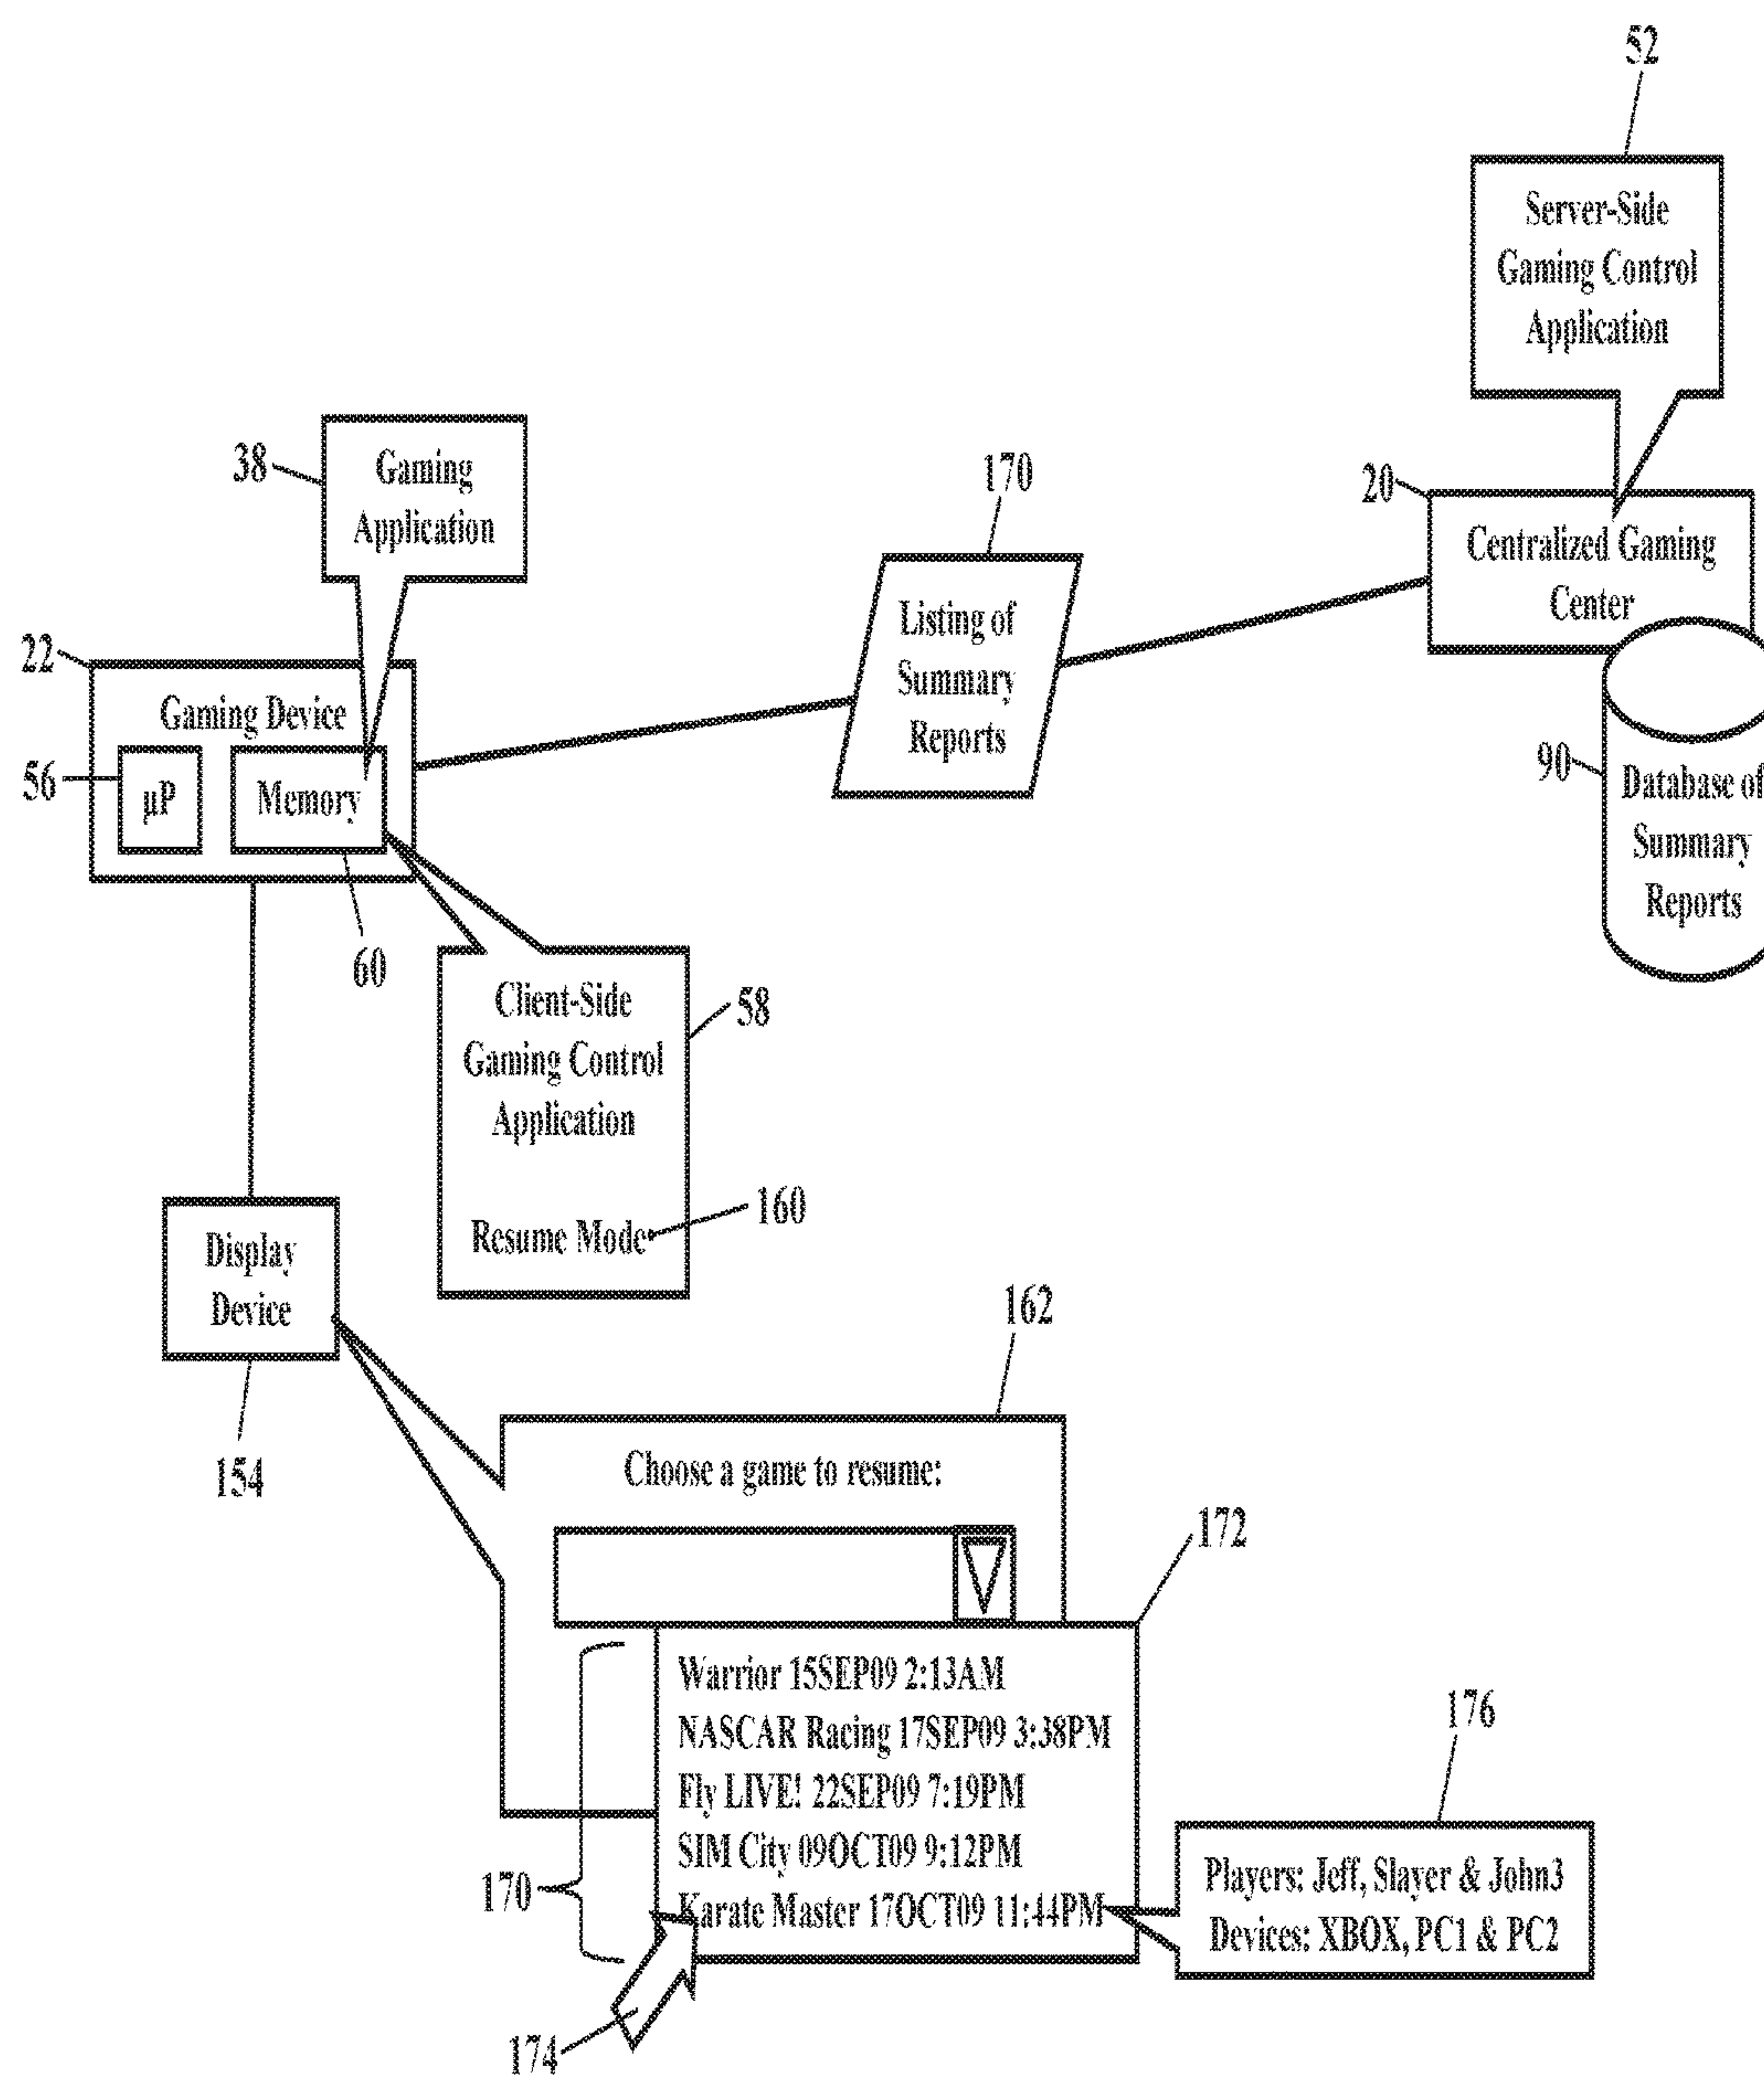 52
Server-Side
Gaming Control
Application
38
Gaming
Application
170
Listing of
Summary
Reports
20
Centralized Gaming
Center
22
Gaming Device
56
µP
Memory
60
90
Database of
Summary
Reports
Client-Side
Gaming Control
Application
58
Resume Mode
160
Display
Device
154
162
Choose a game to resume:
172
Warrior 15SEP09 2:13AM
NASCAR Racing 17SEP09 3:38PM
Fly LIVE! 22SEP09 7:19PM
SIM City 09OCT09 9:12PM
Karate Master 17OCT09 11:44PM
170
174
176
Players: Jeff, Slayer & John3
Devices: XBOX, PC1 & PC2